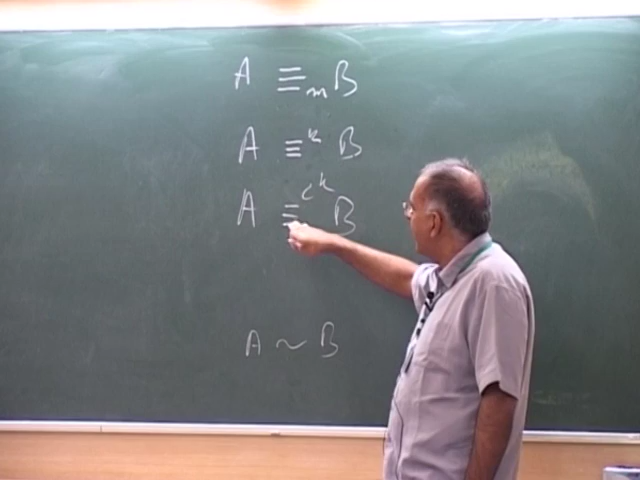 A ≡ₘ B
A ≡ᵏ B
A ≡ᶜᵏ B
A ~ B